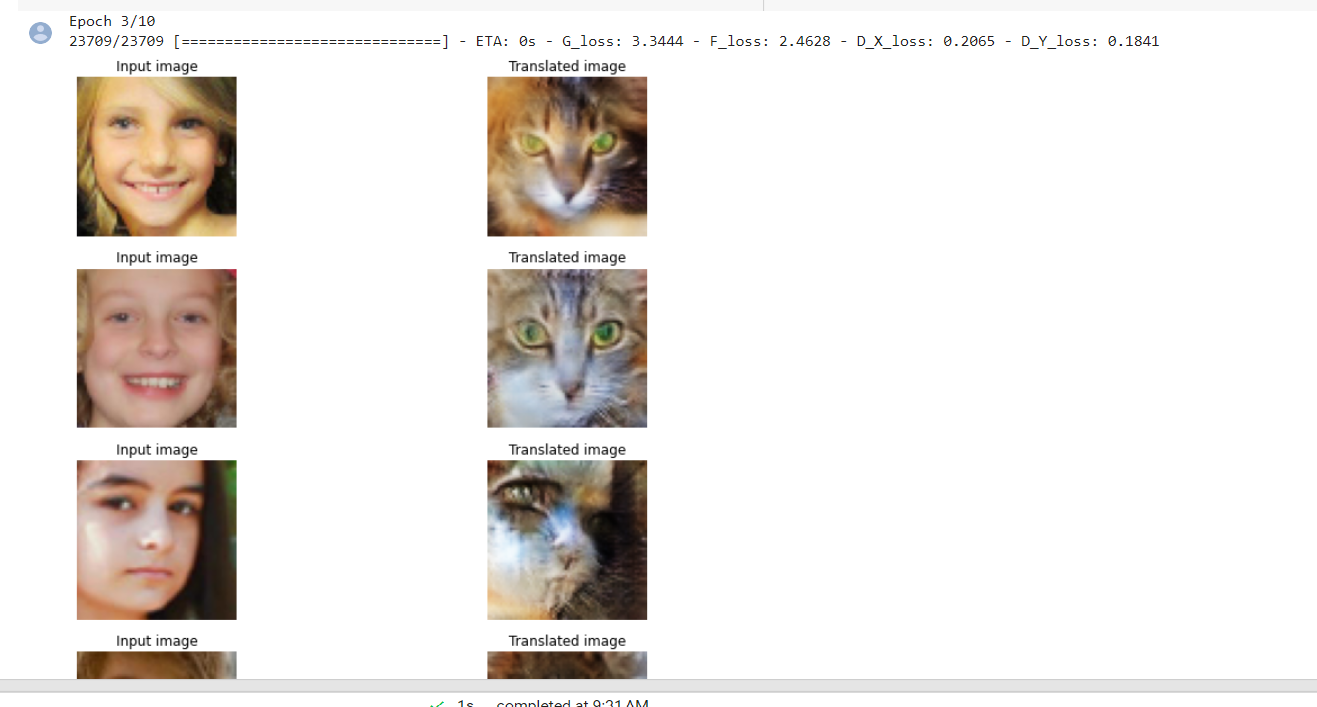 Epoch 3/10
23709/23709 [==============================] - ETA: 0s - G_loss: 3.3444 - F_loss: 2.4628 - D_X_loss: 0.2065 - D_Y_loss: 0.1841
Input image Translated image
Input image Translated image
Input image Translated image
Input image Translated image
1s completed at 9:31 AM